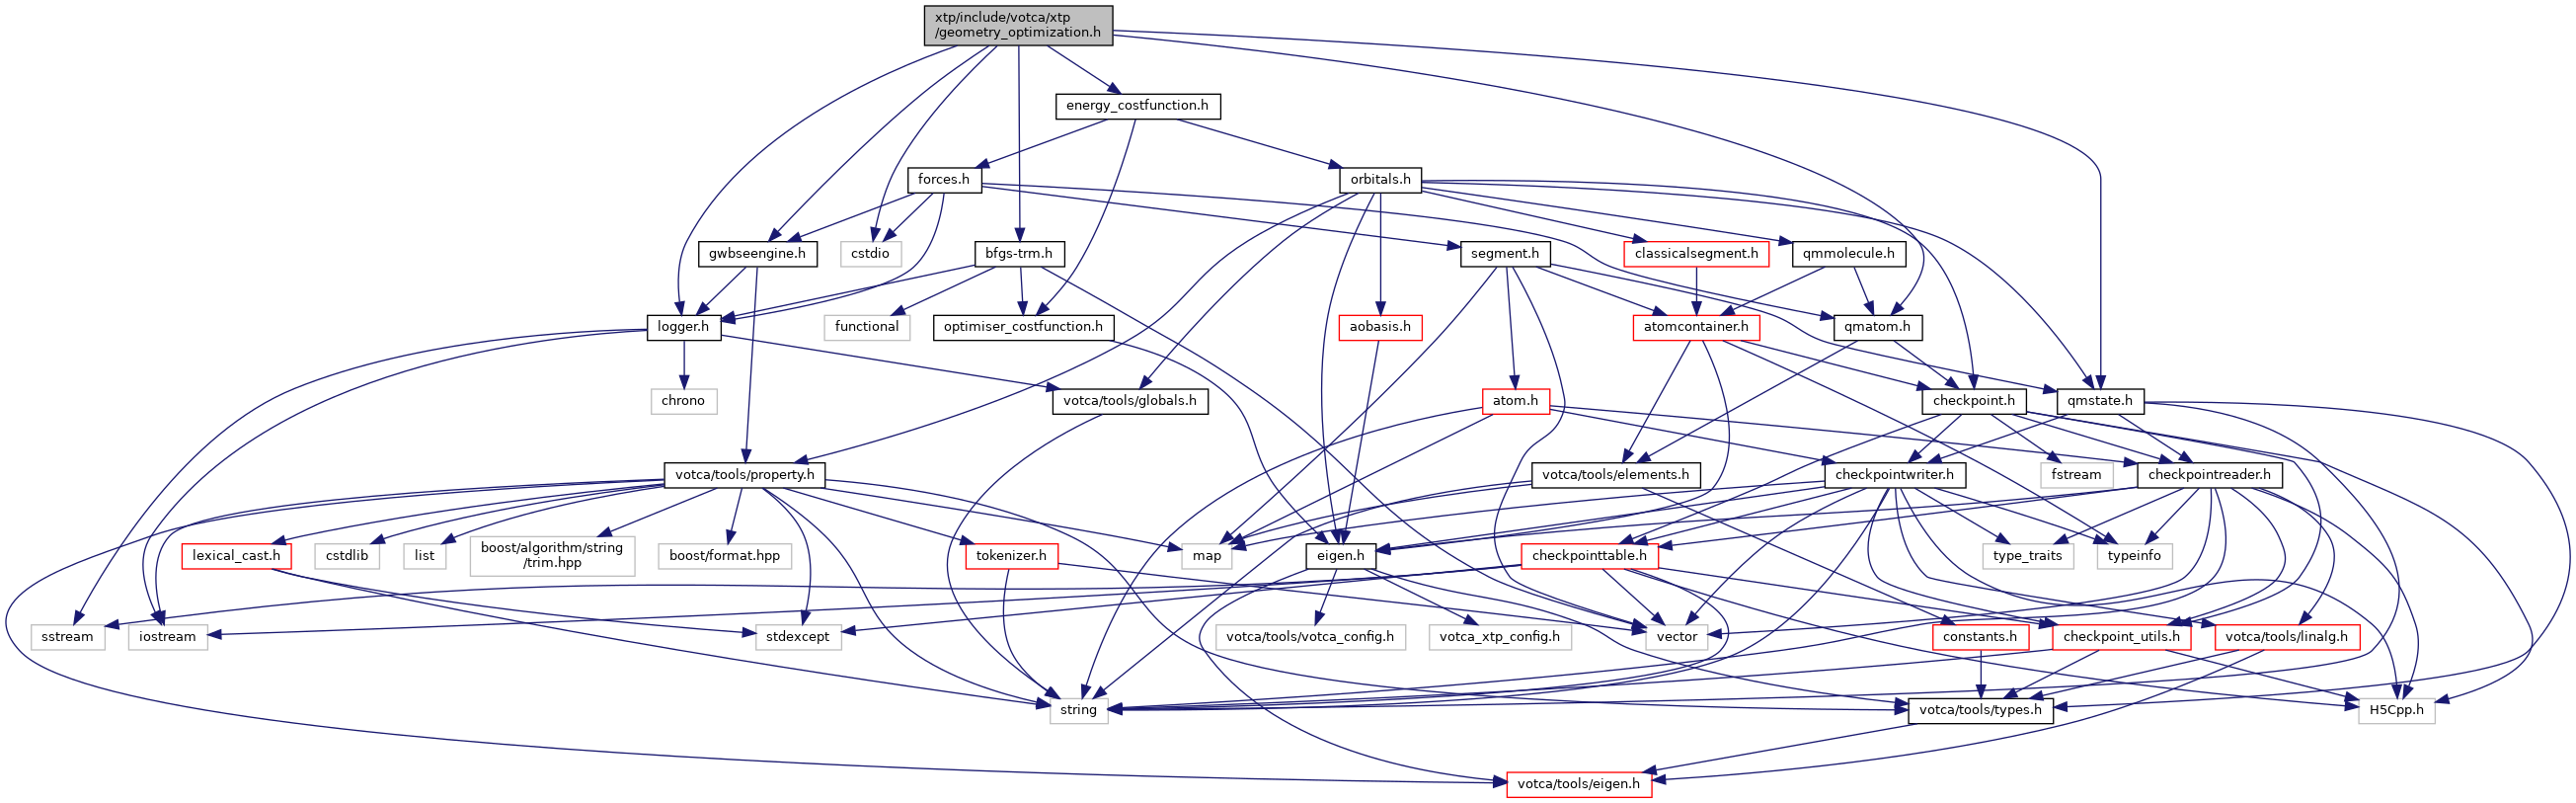 xtp/include/votca/xtp
/geometry_optimization.h
energy_costfunction.h
forces.h
orbitals.h
gwbseengine.h
cstdio
bfgs-trm.h
segment.h
classicalsegment.h
qmmolecule.h
logger.h
functional
optimiser_costfunction.h
aobasis.h
atomcontainer.h
qmatom.h
chrono
votca/tools/globals.h
atom.h
checkpoint.h
qmstate.h
votca/tools/property.h
votca/tools/elements.h
checkpointwriter.h
fstream
checkpointreader.h
lexical_cast.h
cstdlib
list
boost/algorithm/string
/trim.hpp
boost/format.hpp
tokenizer.h
map
eigen.h
checkpointtable.h
type_traits
typeinfo
sstream
iostream
stdexcept
votca/tools/votca_config.h
votca_xtp_config.h
vector
constants.h
checkpoint_utils.h
votca/tools/linalg.h
string
votca/tools/types.h
H5Cpp.h
votca/tools/eigen.h